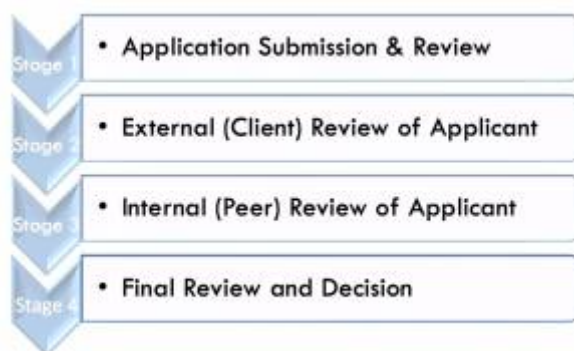 Stage 1
• Application Submission & Review
Stage 2
• External (Client) Review of Applicant
Stage 3
• Internal (Peer) Review of Applicant
Stage 4
• Final Review and Decision